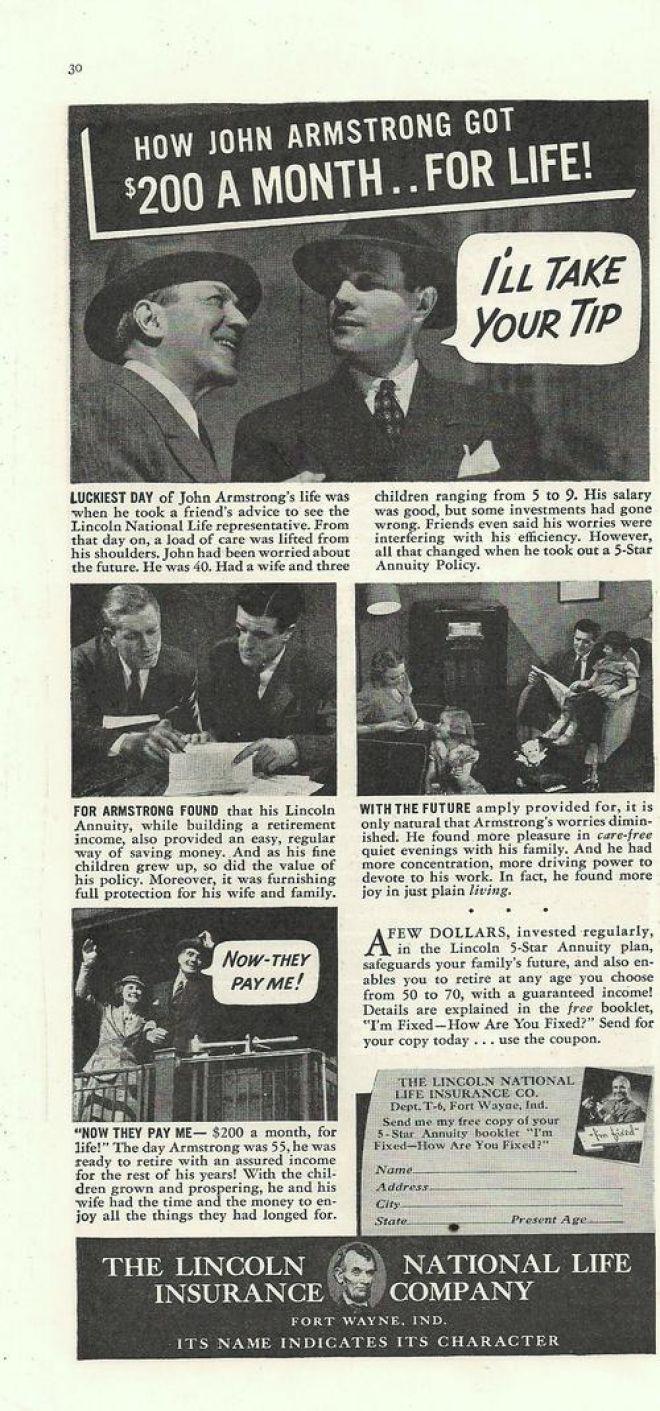 30
HOW JOHN ARMSTRONG GOT
$200 A MONTH..FOR LIFE!
I'LL TAKE
YOUR TIP
LUCKIEST DAY of John Armstrong's life was
when he took a friend's advice to see the
Lincoln National Life representative. From
that day on, a load of care was lifted from
his shoulders. John had been worried about
the future. He was 40. Had a wife and three
children ranging from 5 to 9. His salary
was good, but some investments had gone
wrong. Friends even said his worries were
interfering with his efficiency. However,
all that changed when he took out a 5-Star
Annuity Policy.
FOR ARMSTRONG FOUND that his Lincoln
Annuity, while building a retirement
income, also provided an easy, regular
way of saving money. And as his fine
children grew up, so did the value of
his policy. Moreover, it was furnishing
full protection for his wife and family.
WITH THE FUTURE amply provided for, it is
only natural that Armstrong's worries dimin-
ished. He found more pleasure in care-free
quiet evenings with his family. And he had
more concentration, more driving power to
devote to his work. In fact, he found more
joy in just plain living.
NOW-THEY
PAY ME!
"NOW THEY PAY ME— $200 a month, for
life!" The day Armstrong was 55, he was
ready to retire with an assured income
for the rest of his years! With the chil-
dren grown and prospering, he and his
wife had the time and the money to en-
joy all the things they had longed for.
A FEW DOLLARS, invested regularly,
in the Lincoln 5-Star Annuity plan,
safeguards your family's future, and also en-
ables you to retire at any age you choose
from 50 to 70, with a guaranteed income!
Details are explained in the free booklet,
"I'm Fixed—How Are You Fixed?" Send for
your copy today . . . use the coupon.
THE LINCOLN NATIONAL
LIFE INSURANCE CO.
Dept. T-6, Fort Wayne, Ind.
Send me my free copy of your
5-Star Annuity booklet "I'm
Fixed—How Are You Fixed?"
"I'm fixed"
Name
Address
City
State Present Age
THE LINCOLN NATIONAL LIFE
INSURANCE COMPANY
FORT WAYNE, IND.
ITS NAME INDICATES ITS CHARACTER